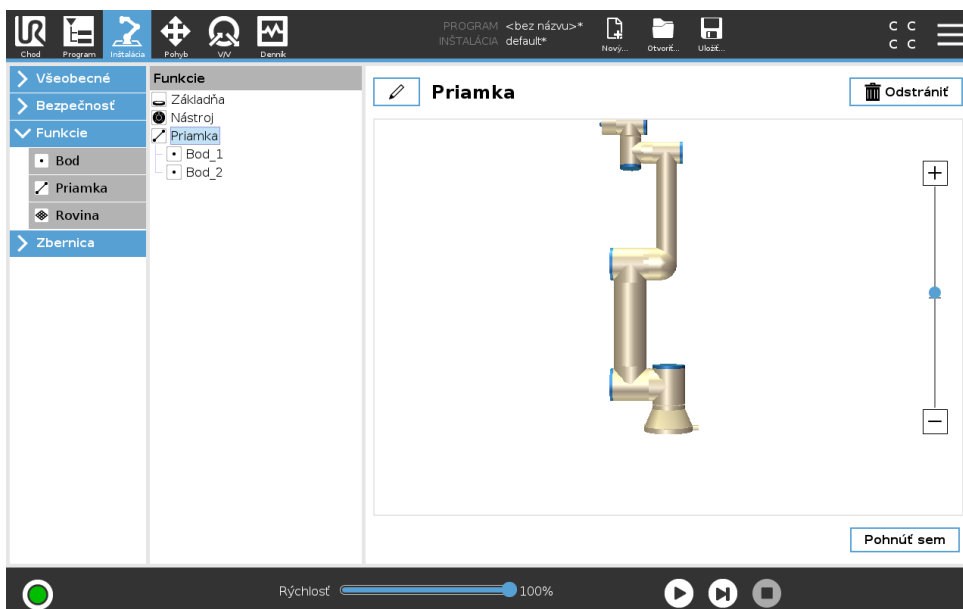 UR
Chod
Program
Inštalácia
Pohyb
V/V
Denník
PROGRAM <bez názvu>*
INŠTALÁCIA default*
Nový...
Otvoriť...
Uložiť...
C C
C C
Všeobecné
Bezpečnosť
Funkcie
Bod
Priamka
Rovina
Zbernica
Funkcie
Základňa
Nástroj
Priamka
Bod_1
Bod_2
Priamka
Odstrániť
Pohnúť sem
Rýchlosť
100%